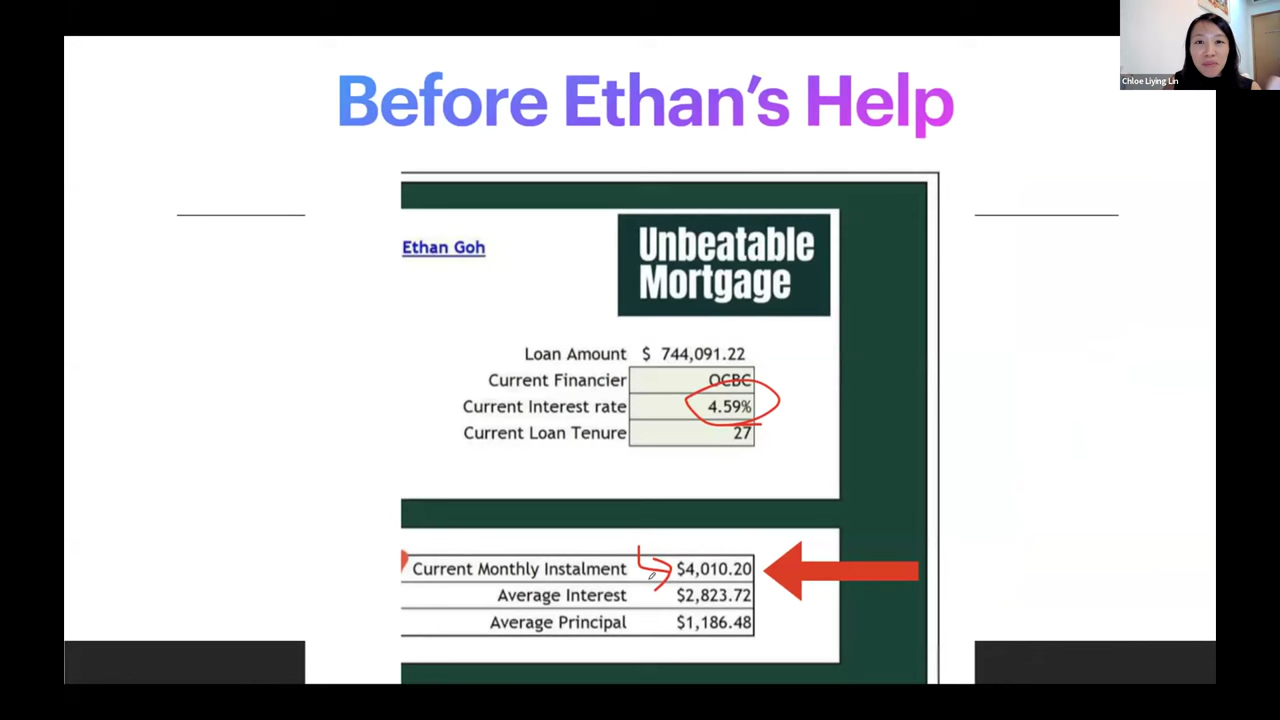 Chloe Liying Lin
Before Ethan's Help
Ethan Goh
Unbeatable
Mortgage
Loan Amount $ 744,091.22
Current Financier OCBC
Current Interest rate 4.59%
Current Loan Tenure 27
Current Monthly Instalment $4,010.20
Average Interest $2,823.72
Average Principal $1,186.48